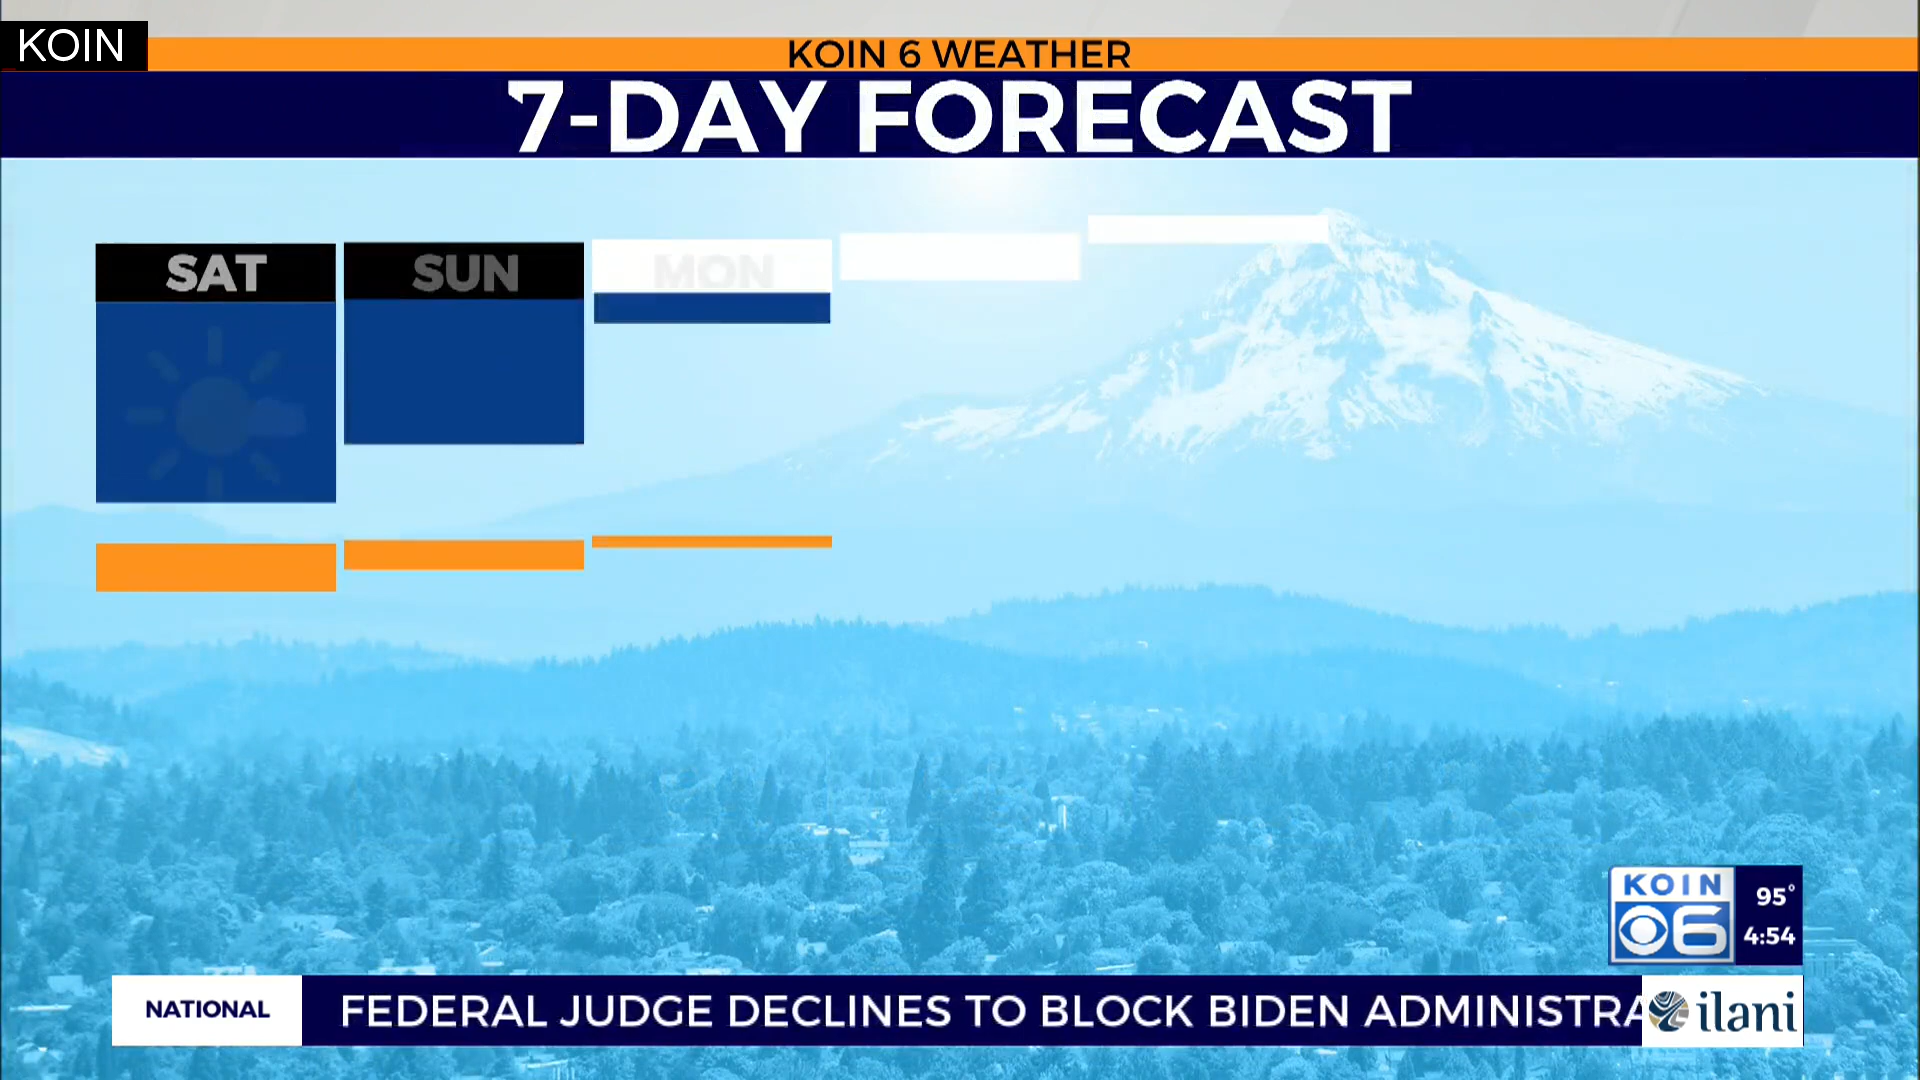 KOIN
KOIN 6 WEATHER
7-DAY FORECAST
SAT
SUN
MON
KOIN
6
95°
4:54
NATIONAL
FEDERAL JUDGE DECLINES TO BLOCK BIDEN ADMINISTRA
ilani